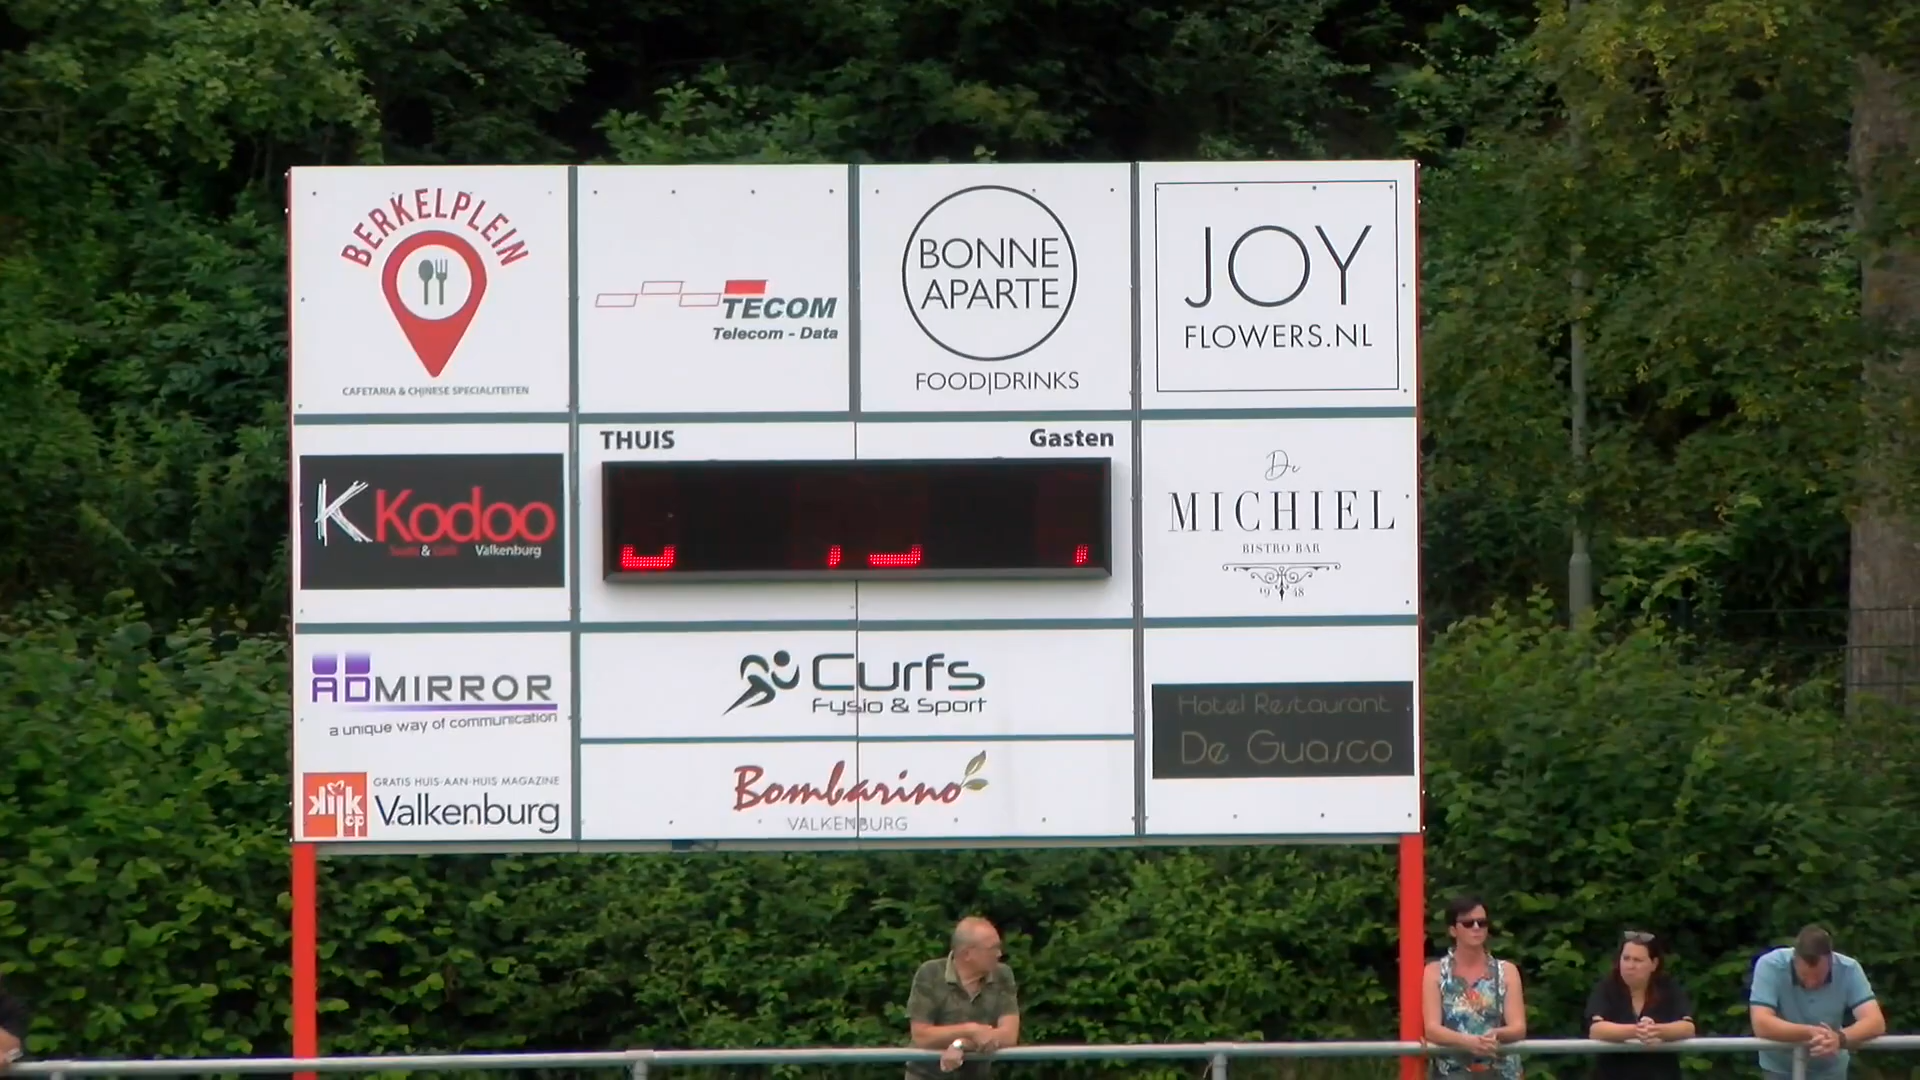 BERKELPLEIN
CAFETARIA & CHINESE SPECIALITEITEN
TECOM
Telecom - Data
BONNE
APARTE
FOOD|DRINKS
JOY
FLOWERS.NL
THUIS
Gasten
K Kodoo
& Valkenburg
De
MICHIEL
BISTRO BAR
19 48
ADMIRROR
a unique way of communication
Curfs
Fysio & Sport
Hotel Restaurant
De Guasco
kijk op
GRATIS HUIS-AAN-HUIS MAGAZINE
Valkenburg
Bombarino
VALKENBURG